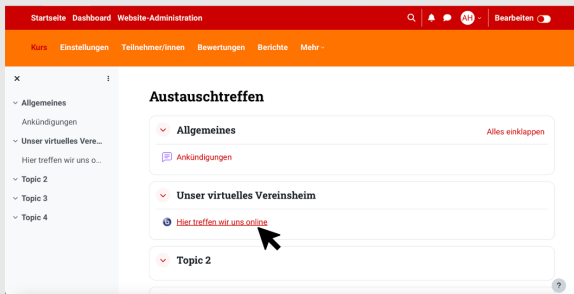 Startseite Dashboard Website-Administration AH Bearbeiten
Kurs Einstellungen Teilnehmer/innen Bewertungen Berichte Mehr
Allgemeines
Ankündigungen
Unser virtuelles Vere...
Hier treffen wir uns o...
Topic 2
Topic 3
Topic 4
Austauschtreffen
Allgemeines Alles einklappen
Ankündigungen
Unser virtuelles Vereinsheim
Hier treffen wir uns online
Topic 2
?